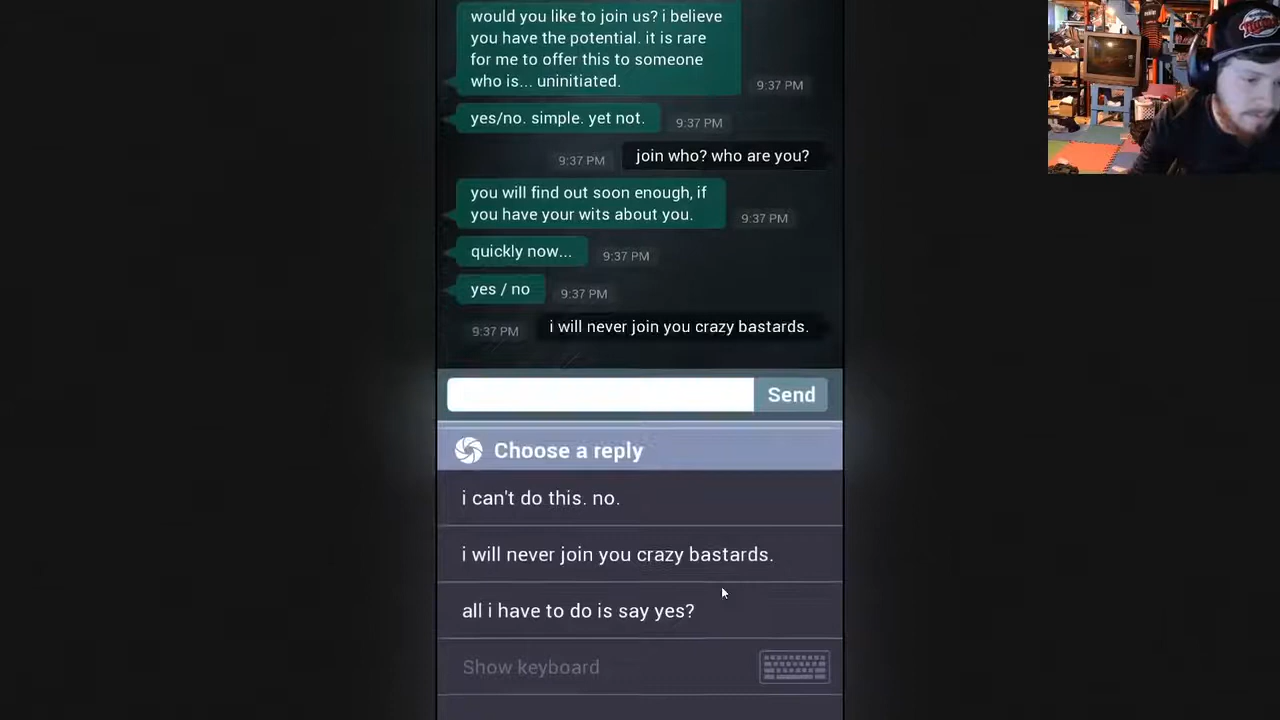 would you like to join us? i believe
you have the potential. it is rare
for me to offer this to someone
who is... uninitiated.
9:37 PM
yes/no. simple. yet not.
9:37 PM
9:37 PM
join who? who are you?
you will find out soon enough, if
you have your wits about you.
9:37 PM
quickly now...
9:37 PM
yes / no
9:37 PM
9:37 PM
i will never join you crazy bastards.
Send
Choose a reply
i can't do this. no.
i will never join you crazy bastards.
all i have to do is say yes?
Show keyboard